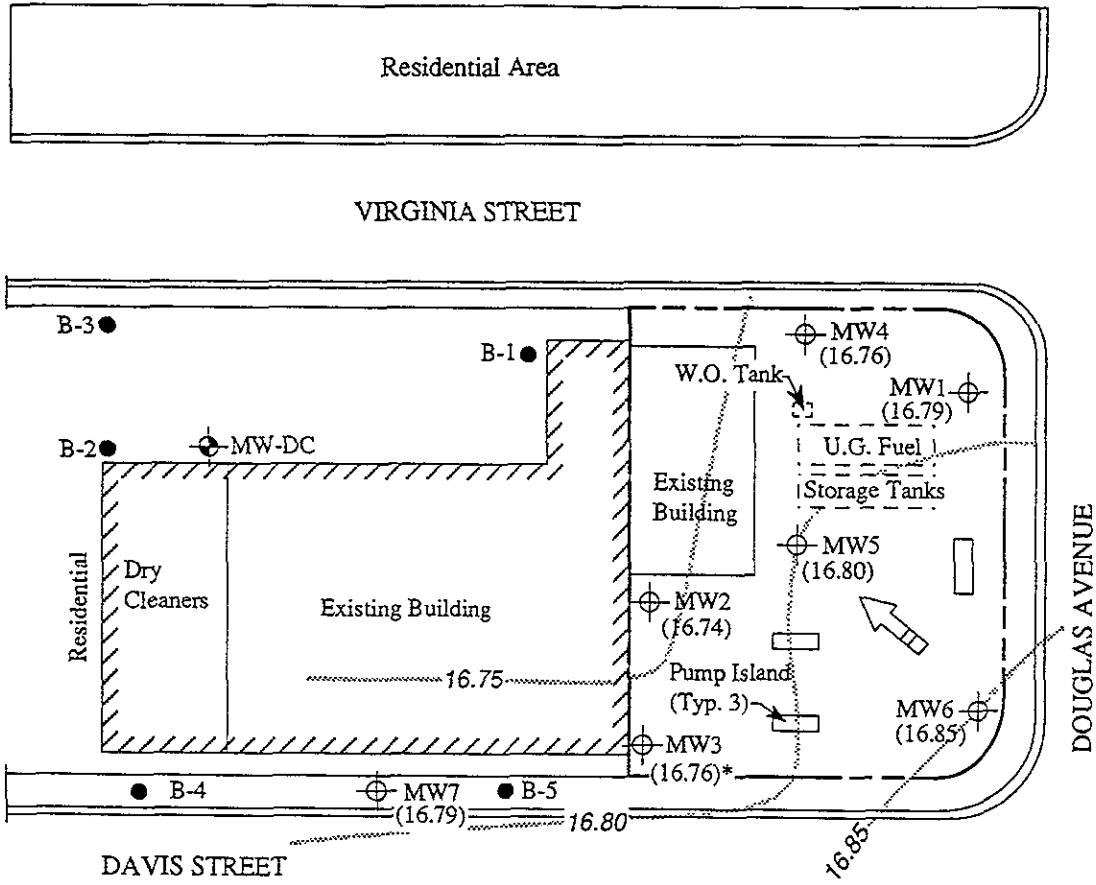 Residential Area
VIRGINIA STREET
B-3
B-1
MW4
(16.76)
W.O. Tank
MW1
(16.79)
B-2
MW-DC
U.G. Fuel
Storage Tanks
Existing
Building
MW5
(16.80)
DOUGLAS AVENUE
Residential
Dry
Cleaners
Existing Building
MW2
(16.74)
16.75
Pump Island
(Typ. 3)
MW6
(16.85)
MW3
(16.76)*
B-4
MW7
(16.79)
B-5
16.80
16.85
DAVIS STREET